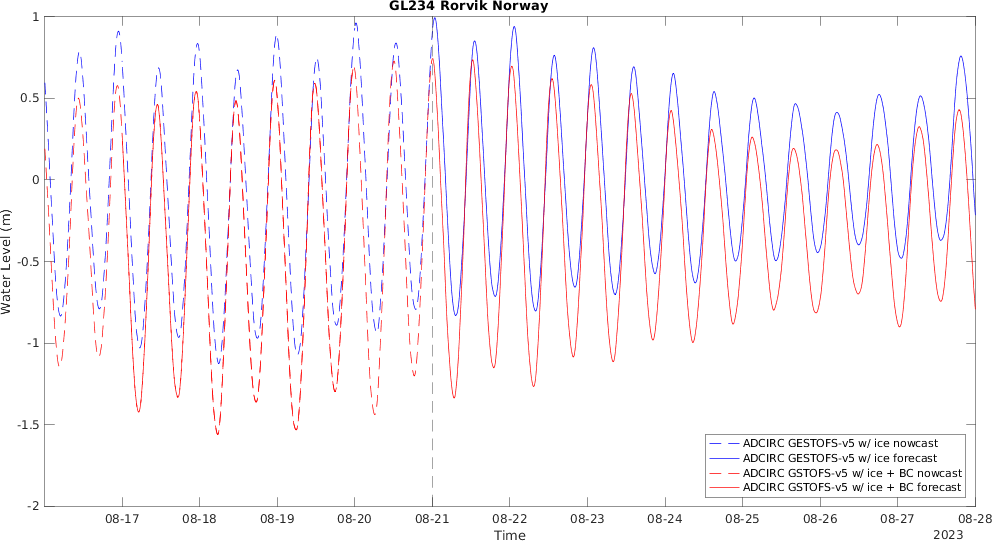 GL234 Rorvik Norway
1
0.5
0
-0.5
-1
-1.5
-2
Water Level (m)
ADCIRC GESTOFS-v5 w/ ice nowcast
ADCIRC GESTOFS-v5 w/ ice forecast
ADCIRC GSTOFS-v5 w/ ice + BC nowcast
ADCIRC GSTOFS-v5 w/ ice + BC forecast
08-17 08-18 08-19 08-20 08-21 08-22 08-23 08-24 08-25 08-26 08-27 08-28
Time
2023